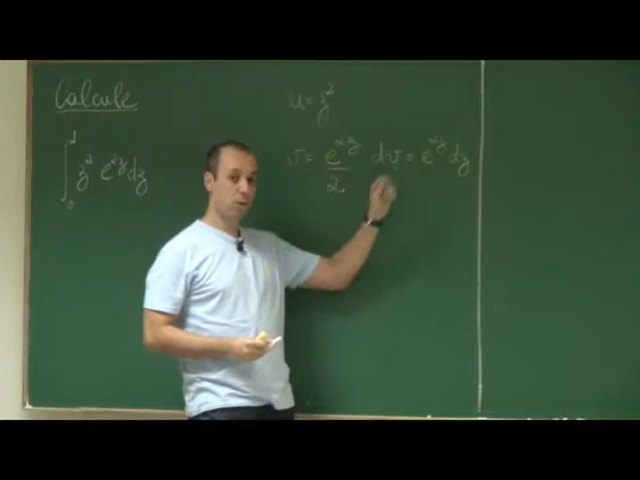 Calcule
∫₀¹ z² e²ᶻ dz
u = z²
v = e²ᶻ/2 dv = e²ᶻ dz